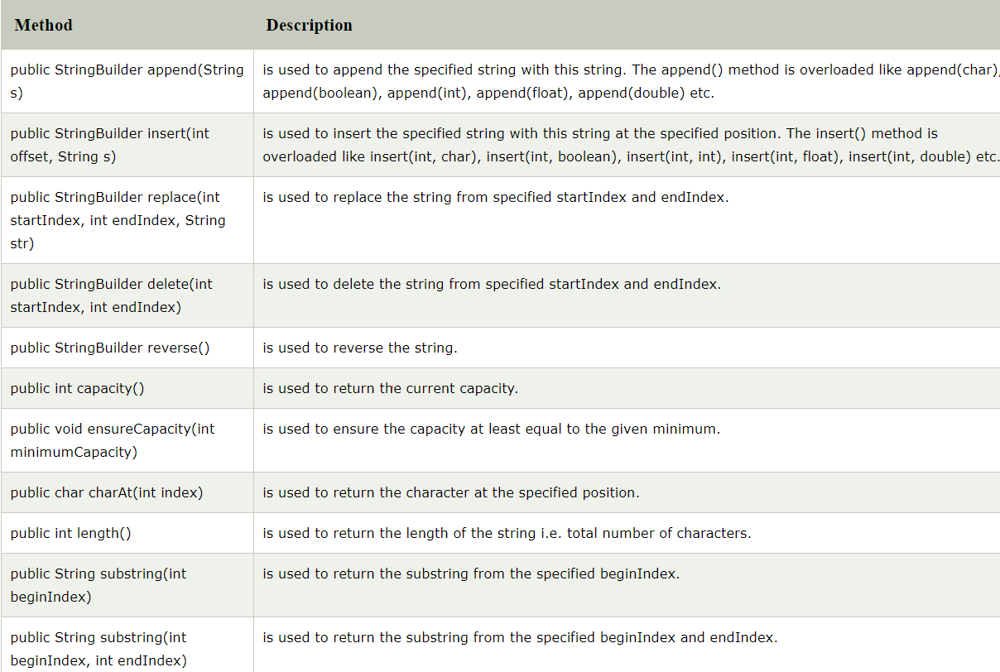 Method Description
public StringBuilder append(String is used to append the specified string with this string. The append() method is overloaded like append(char),
s) append(boolean), append(int), append(float), append(double) etc.
public StringBuilder insert(int is used to insert the specified string with this string at the specified position. The insert() method is
offset, String s) overloaded like insert(int, char), insert(int, boolean), insert(int, int), insert(int, float), insert(int, double) etc.
public StringBuilder replace(int is used to replace the string from specified startIndex and endIndex.
startIndex, int endIndex, String
str)
public StringBuilder delete(int is used to delete the string from specified startIndex and endIndex.
startIndex, int endIndex)
public StringBuilder reverse() is used to reverse the string.
public int capacity() is used to return the current capacity.
public void ensureCapacity(int is used to ensure the capacity at least equal to the given minimum.
minimumCapacity)
public char charAt(int index) is used to return the character at the specified position.
public int length() is used to return the length of the string i.e. total number of characters.
public String substring(int is used to return the substring from the specified beginIndex.
beginIndex)
public String substring(int is used to return the substring from the specified beginIndex and endIndex.
beginIndex, int endIndex)